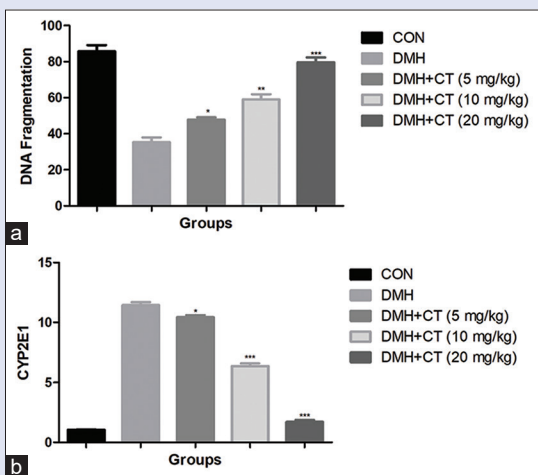 100
80
60
40
20
0
DNA Fragmentation
*
**
***
Groups
CON
DMH
DMH+CT (5 mg/kg)
DMH+CT (10 mg/kg)
DMH+CT (20 mg/kg)
a
15
10
5
0
CYP2E1
*
***
***
Groups
CON
DMH
DMH+CT (5 mg/kg)
DMH+CT (10 mg/kg)
DMH+CT (20 mg/kg)
b